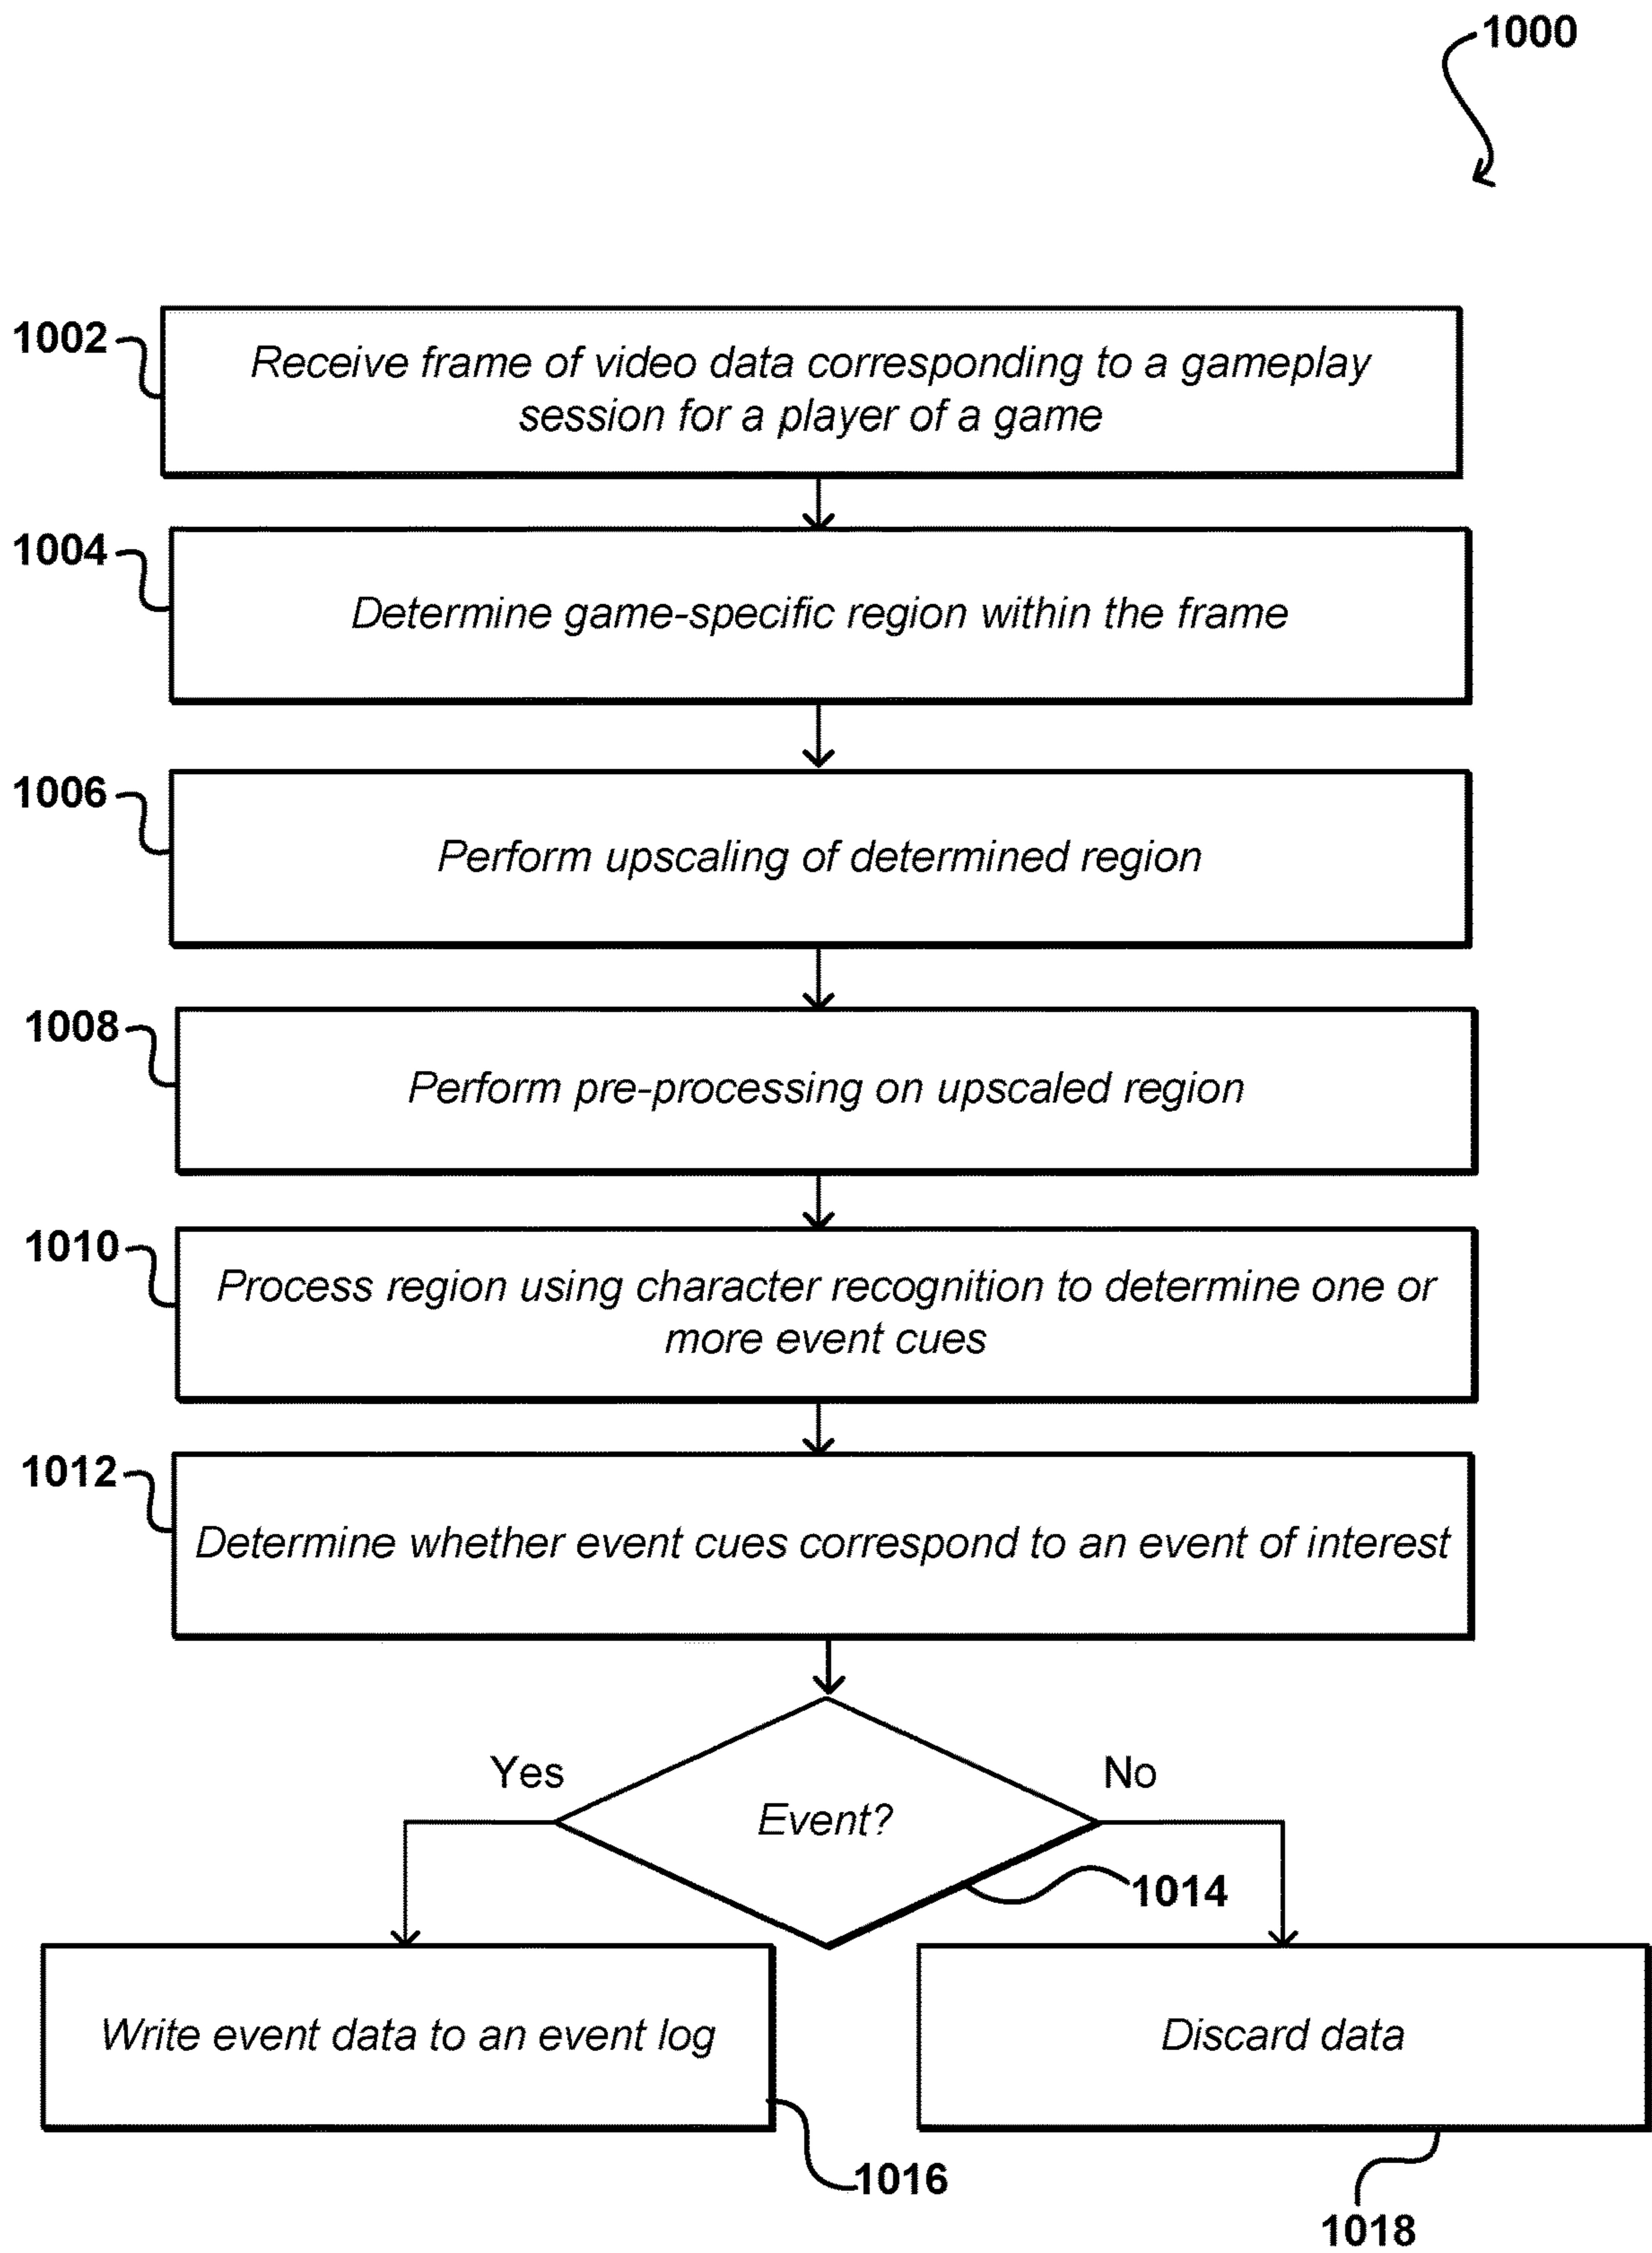 1000
1002
Receive frame of video data corresponding to a gameplay
session for a player of a game
1004
Determine game-specific region within the frame
1006
Perform upscaling of determined region
1008
Perform pre-processing on upscaled region
1010
Process region using character recognition to determine one or
more event cues
1012
Determine whether event cues correspond to an event of interest
Yes
No
Event?
1014
Write event data to an event log
Discard data
1016
1018